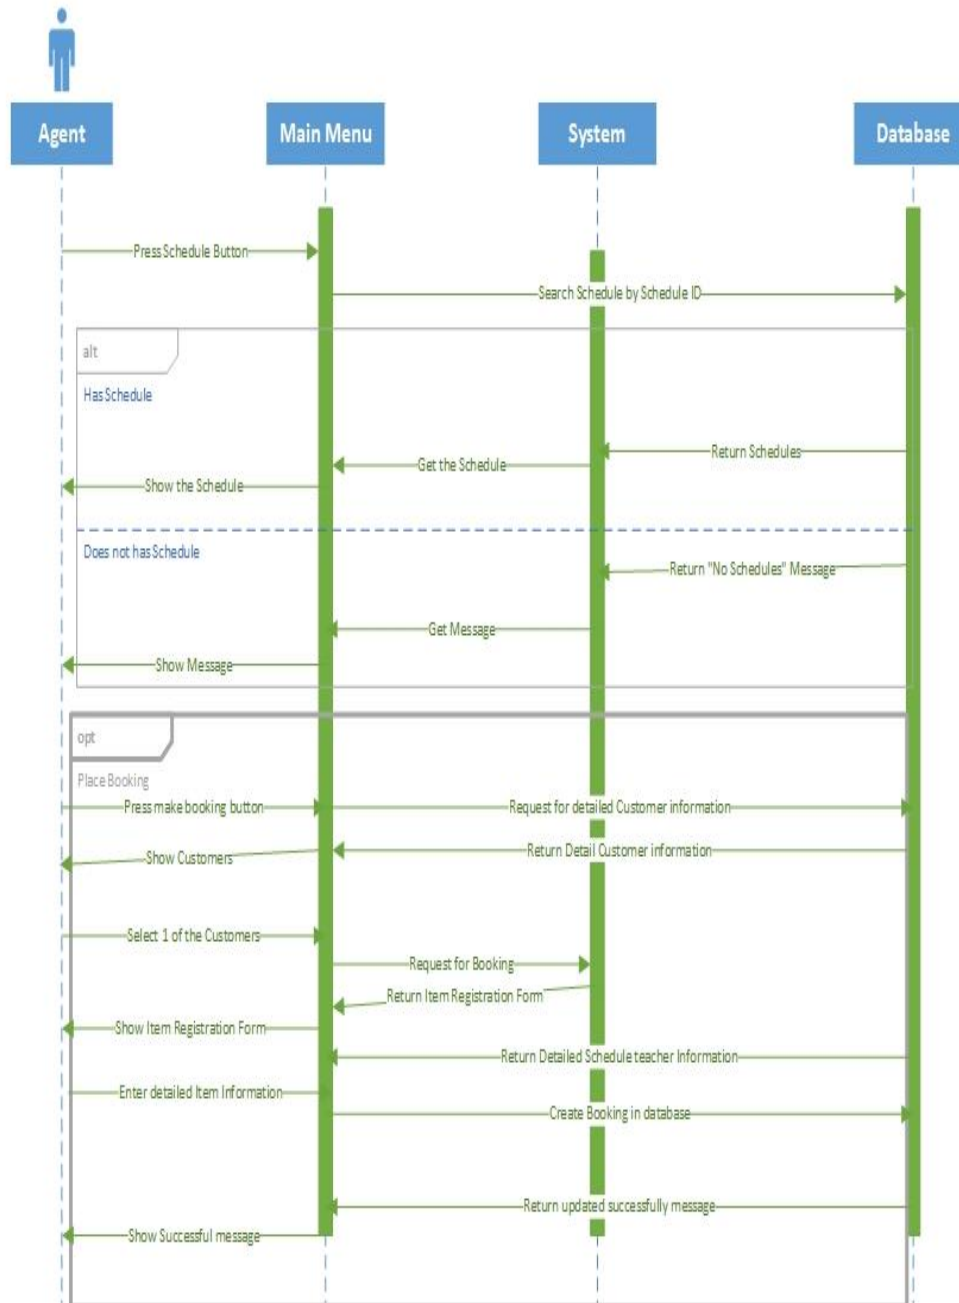 Agent
Main Menu
System
Database
Press Schedule Button
Search Schedule by Schedule ID
alt
Has Schedule
Return Schedules
Get the Schedule
Show the Schedule
Does not has Schedule
Return "No Schedules" Message
Get Message
Show Message
opt
Place Booking
Press make booking button
Request for detailed Customer information
Return Detail Customer information
Show Customers
Select 1 of the Customers
Request for Booking
Return Item Registration Form
Show Item Registration Form
Return Detailed Schedule teacher Information
Enter detailed Item Information
Create Booking in database
Return updated successfully message
Show Successful message